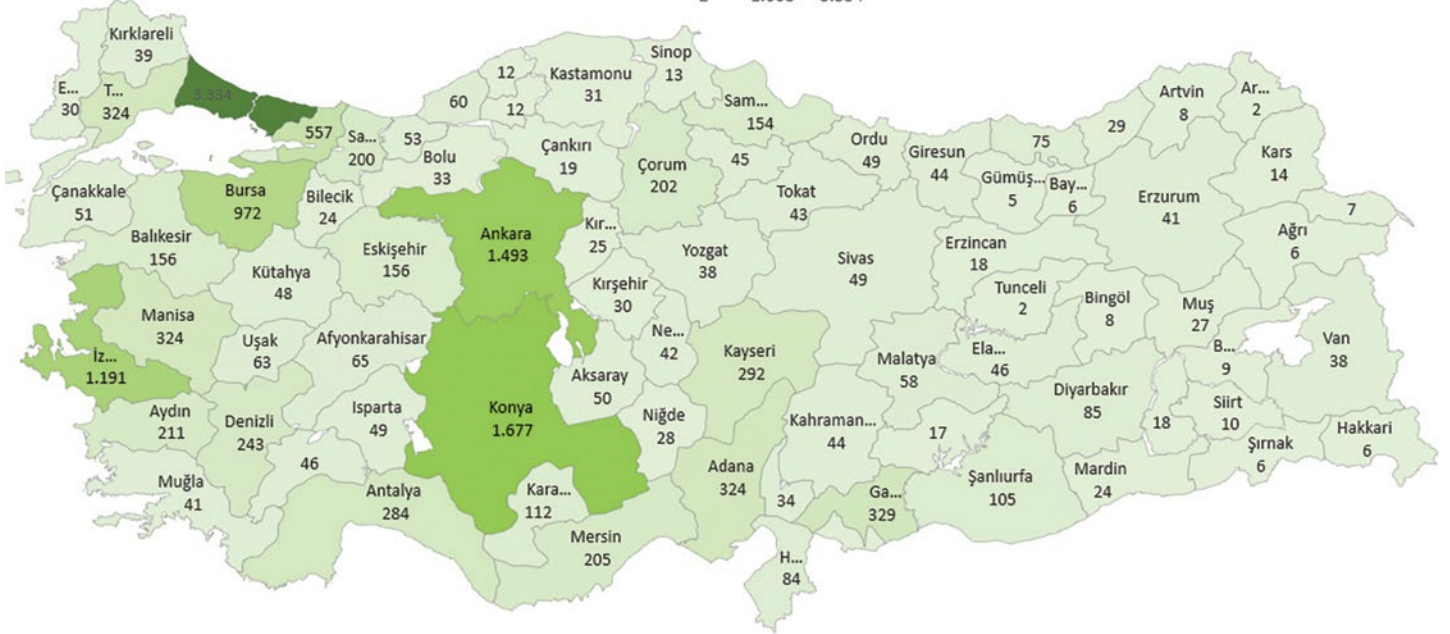 Kırklareli
39
E...
30
T...
324
3.334
557
Sa...
200
53
60
12
12
Kastamonu
31
Sinop
13
Sam...
154
Bolu
33
Çankırı
19
Çorum
202
45
Ordu
49
Giresun
44
75
29
Artvin
8
Ar...
2
Kars
14
Çanakkale
51
Bursa
972
Bilecik
24
Tokat
43
Gümüş...
5
Bay...
6
Erzurum
41
7
Ağrı
6
Balıkesir
156
Kütahya
48
Eskişehir
156
Ankara
1.493
Kır...
25
Yozgat
38
Sivas
49
Erzincan
18
Kırşehir
30
Tunceli
2
Bingöl
8
Muş
27
Manisa
324
İz...
1.191
Uşak
63
Afyonkarahisar
65
Ne...
42
Kayseri
292
Malatya
58
Ela...
46
B...
9
Van
38
Aksaray
50
Konya
1.677
Niğde
28
Aydın
211
Denizli
243
Isparta
49
Kahraman...
44
17
Diyarbakır
85
18
Siirt
10
Şırnak
6
Hakkari
6
Muğla
41
46
Antalya
284
Kara...
112
Adana
324
34
Ga...
329
Şanlıurfa
105
Mardin
24
Mersin
205
H...
84